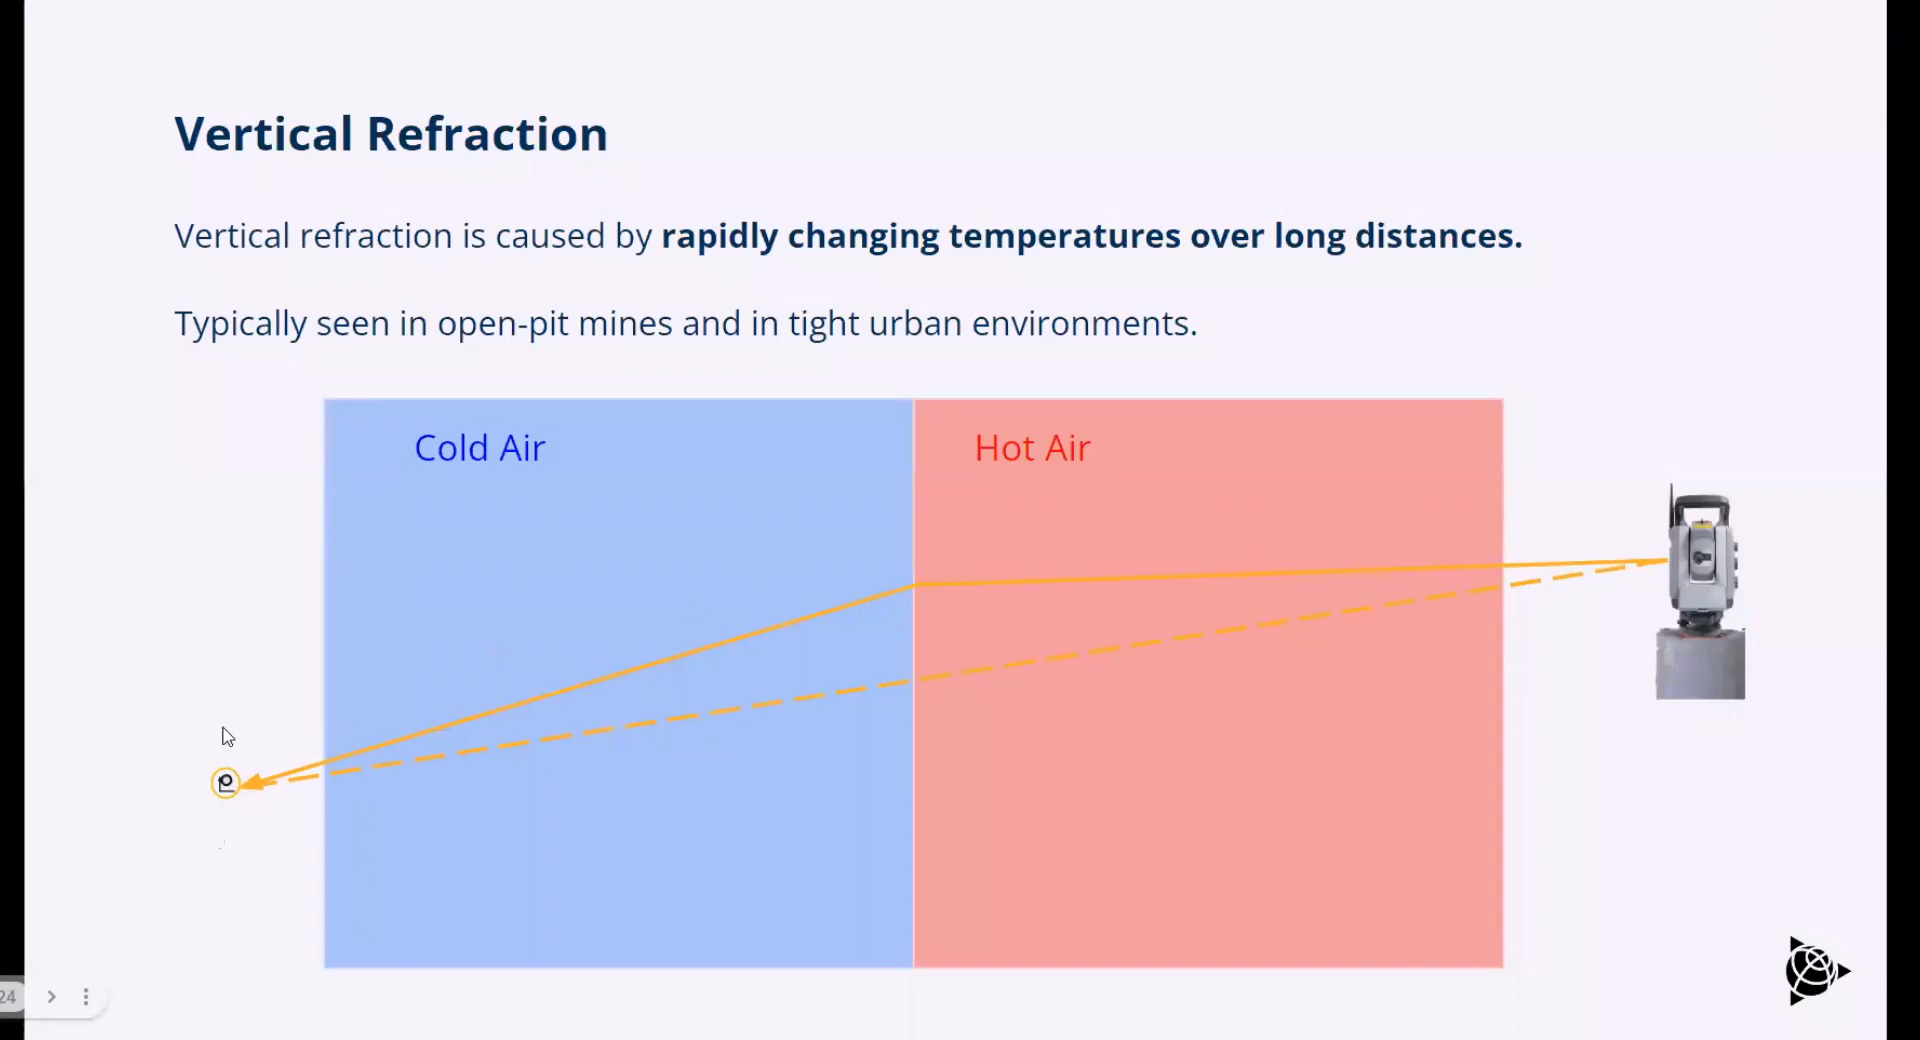 Vertical Refraction
Vertical refraction is caused by rapidly changing temperatures over long distances.
Typically seen in open-pit mines and in tight urban environments.
Cold Air
Hot Air
24